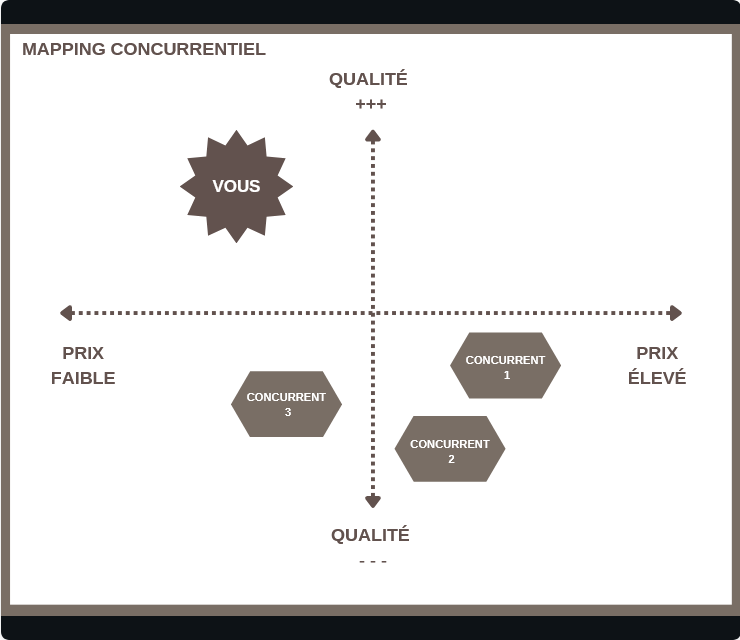 MAPPING CONCURRENTIEL
QUALITÉ
+++
VOUS
PRIX
FAIBLE
PRIX
ÉLEVÉ
CONCURRENT
1
CONCURRENT
3
CONCURRENT
2
QUALITÉ
- - -